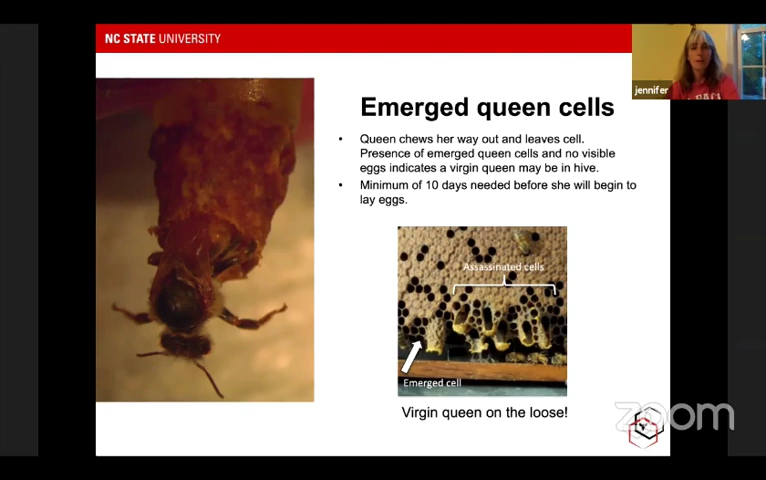 NC STATE UNIVERSITY
jennifer
Emerged queen cells
• Queen chews her way out and leaves cell.
Presence of emerged queen cells and no visible
eggs indicates a virgin queen may be in hive.
• Minimum of 10 days needed before she will begin to
lay eggs.
Assassinated cells
Emerged cell
Virgin queen on the loose!
zoom